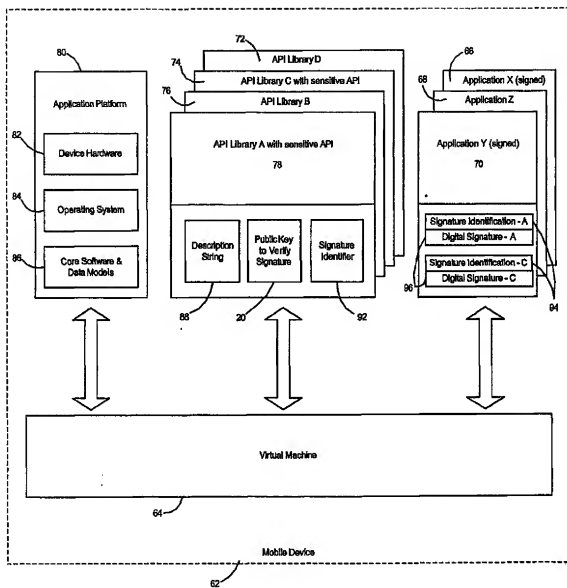 80
Application Platform
Device Hardware
82
Operating System
84
Core Software &
Data Models
86
72
API Library D
74
API Library C with sensitive API
76
API Library B
API Library A with sensitive API
78
Description
String
88
Public Key
to Verify
Signature
20
Signature
Identifier
92
66
Application X (signed)
68
Application Z
Application Y (signed)
70
Signature Identification - A
Digital Signature - A
Signature Identification - C
Digital Signature - C
96
94
Virtual Machine
64
Mobile Device
62